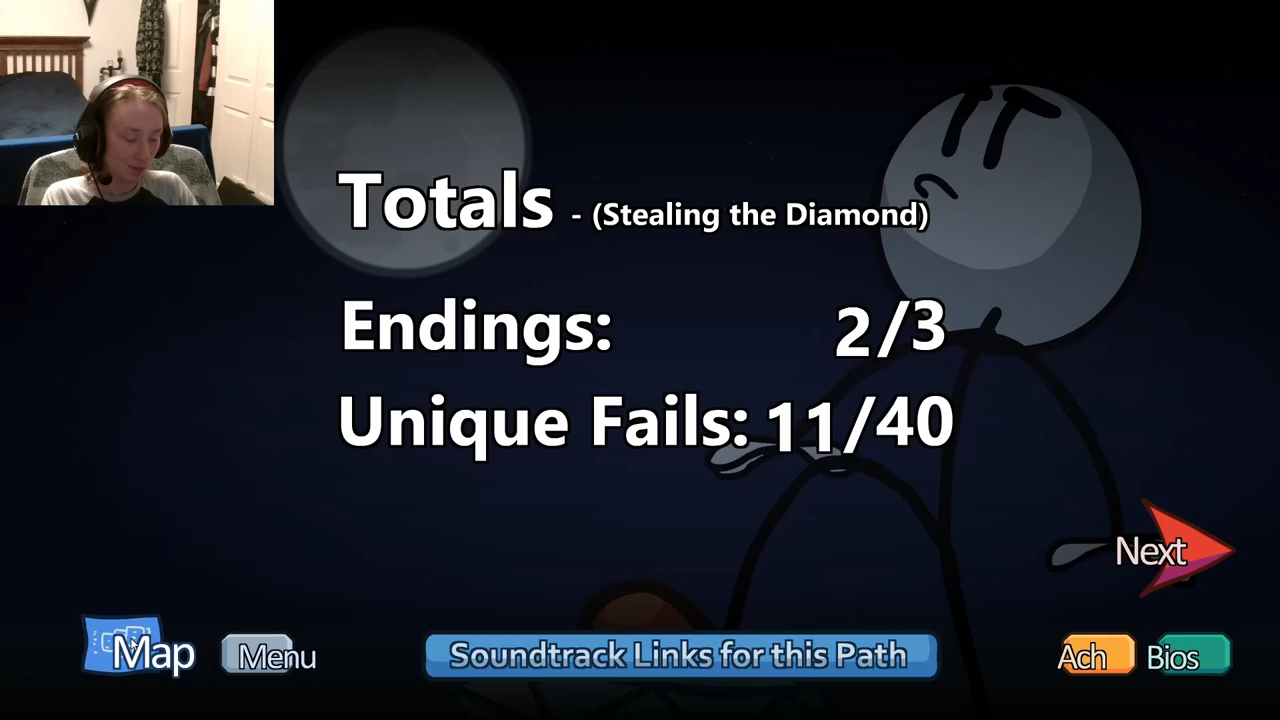 Totals - (Stealing the Diamond)
Endings: 2/3
Unique Fails: 11/40
Next
Map
Menu
Soundtrack Links for this Path
Ach
Bios